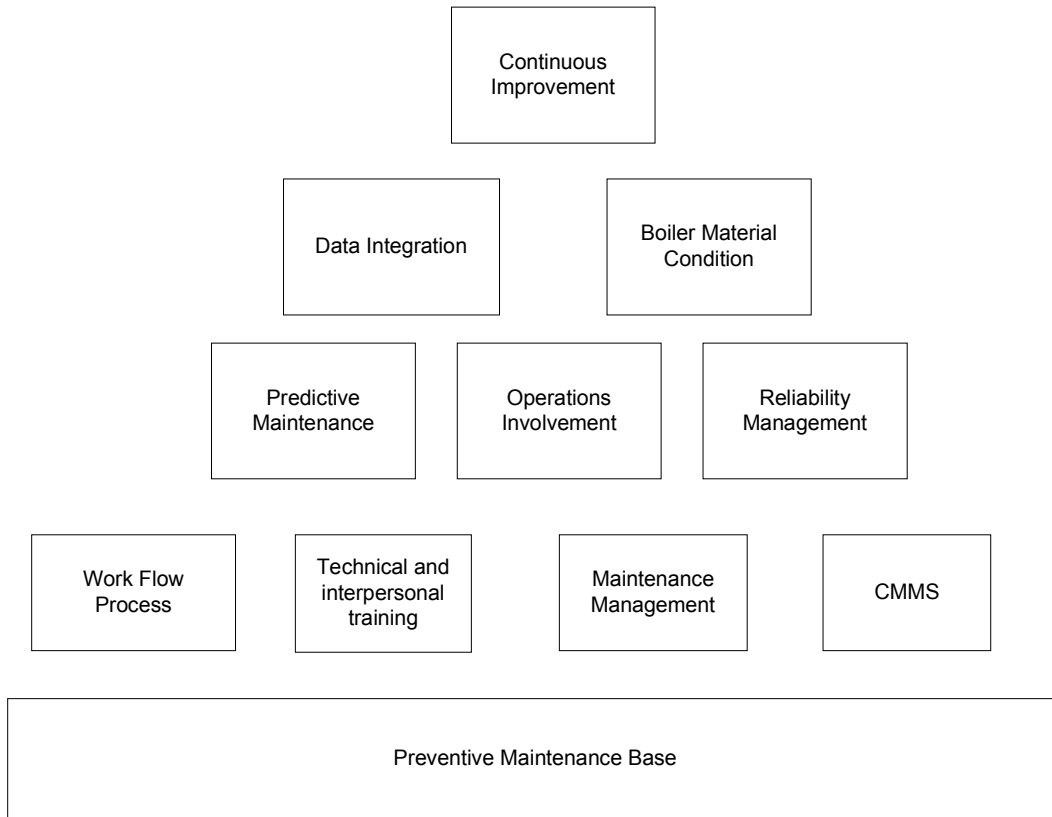 Continuous
Improvement
Data Integration
Boiler Material
Condition
Predictive
Maintenance
Operations
Involvement
Reliability
Management
Work Flow
Process
Technical and
interpersonal
training
Maintenance
Management
CMMS
Preventive Maintenance Base